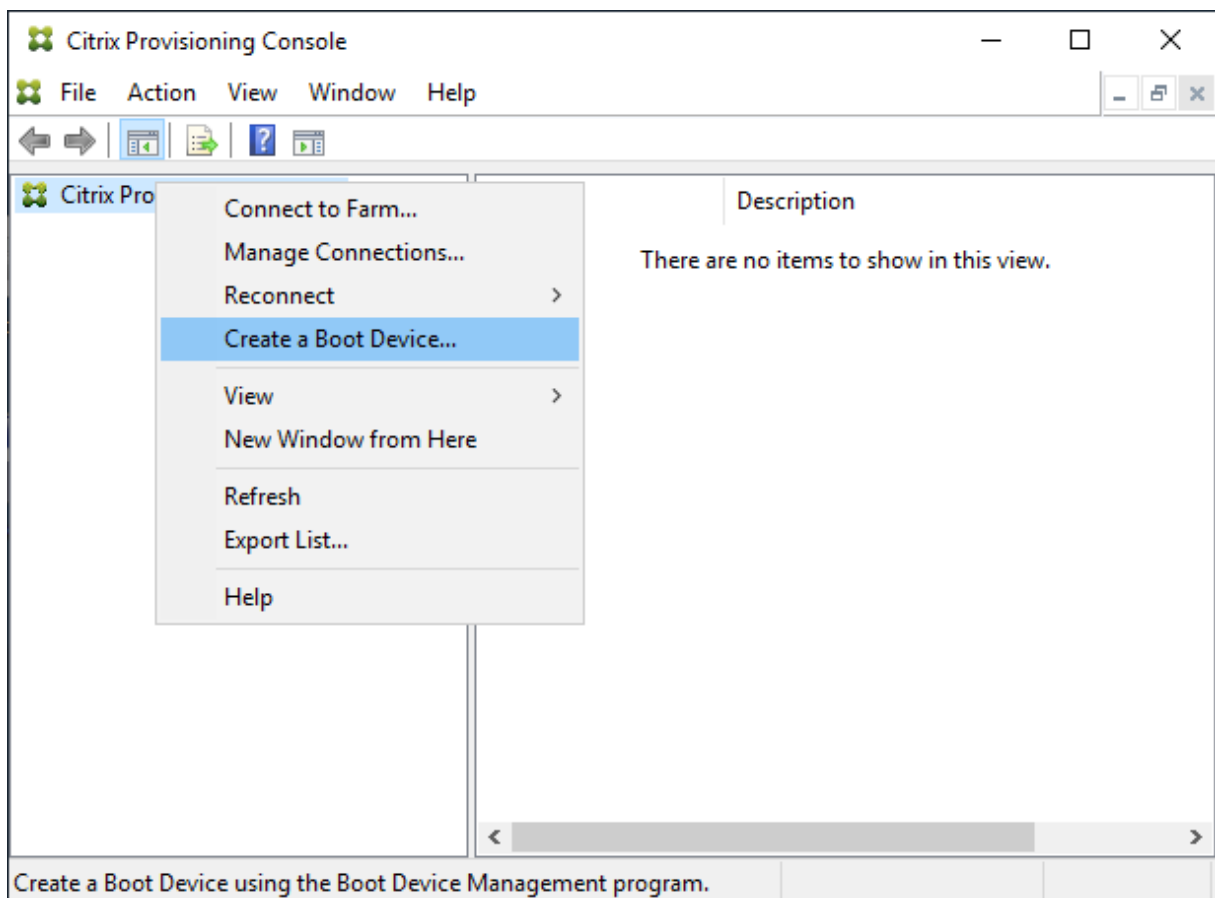 Citrix Provisioning Console
File Action View Window Help
Citrix Pro
Description
There are no items to show in this view.
Connect to Farm...
Manage Connections...
Reconnect
Create a Boot Device...
View
New Window from Here
Refresh
Export List...
Help
Create a Boot Device using the Boot Device Management program.